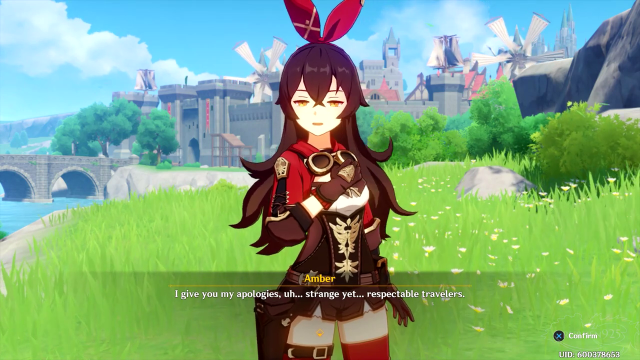 Amber
I give you my apologies, uh... strange yet... respectable travelers.
Confirm
UID: 600378653